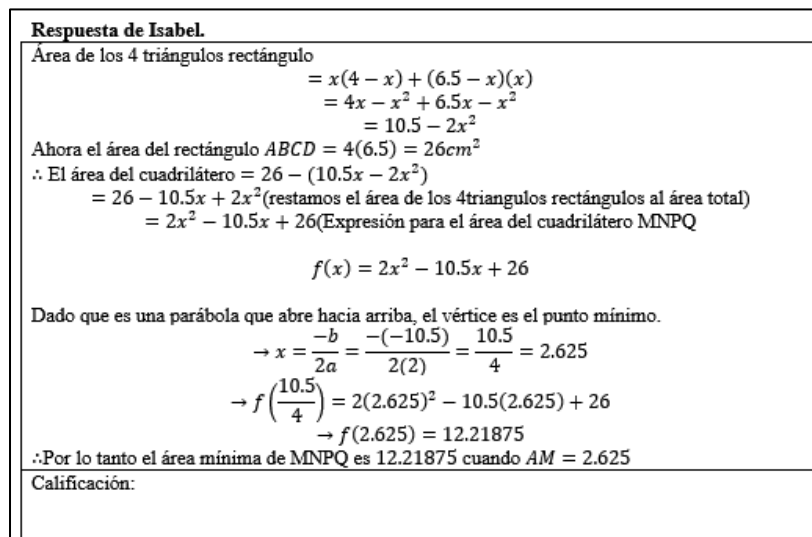 Respuesta de Isabel.
Área de los 4 triángulos rectángulo
= x(4 − x) + (6.5 − x)(x)
= 4x − x² + 6.5x − x²
= 10.5 − 2x²
Ahora el área del rectángulo ABCD = 4(6.5) = 26cm²
∴ El área del cuadrilátero = 26 − (10.5x − 2x²)
= 26 − 10.5x + 2x²(restamos el área de los 4triangulos rectángulos al área total)
= 2x² − 10.5x + 26(Expresión para el área del cuadrilátero MNPQ
f(x) = 2x² − 10.5x + 26
Dado que es una parábola que abre hacia arriba, el vértice es el punto mínimo.
→ x = −b/2a = −(−10.5)/2(2) = 10.5/4 = 2.625
→ f(10.5/4) = 2(2.625)² − 10.5(2.625) + 26
→ f(2.625) = 12.21875
∴Por lo tanto el área mínima de MNPQ es 12.21875 cuando AM = 2.625
Calificación: